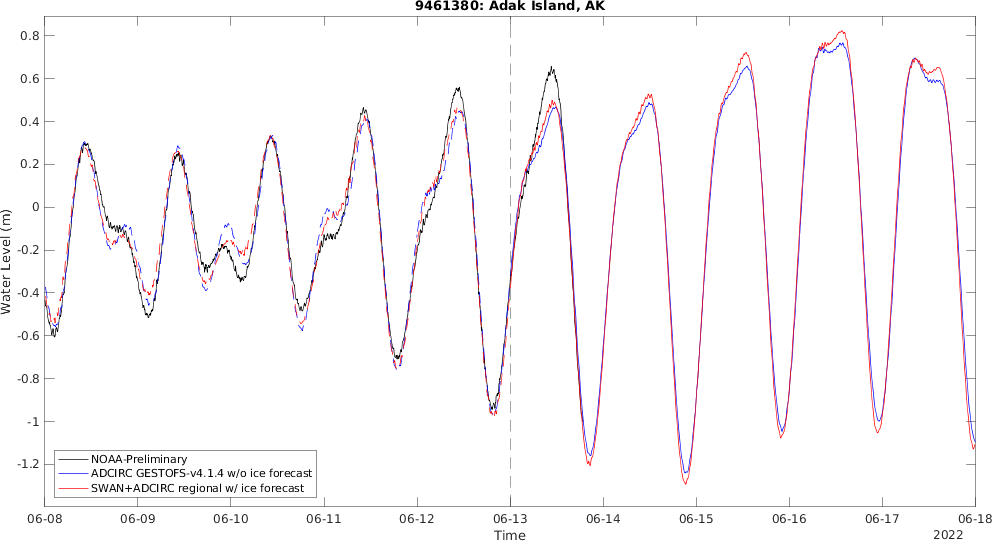 9461380: Adak Island, AK
0.8
0.6
0.4
0.2
0
-0.2
-0.4
-0.6
-0.8
-1
-1.2
Water Level (m)
NOAA-Preliminary
ADCIRC GESTOFS-v4.1.4 w/o ice forecast
SWAN+ADCIRC regional w/ ice forecast
06-08 06-09 06-10 06-11 06-12 06-13 06-14 06-15 06-16 06-17 06-18
Time
2022